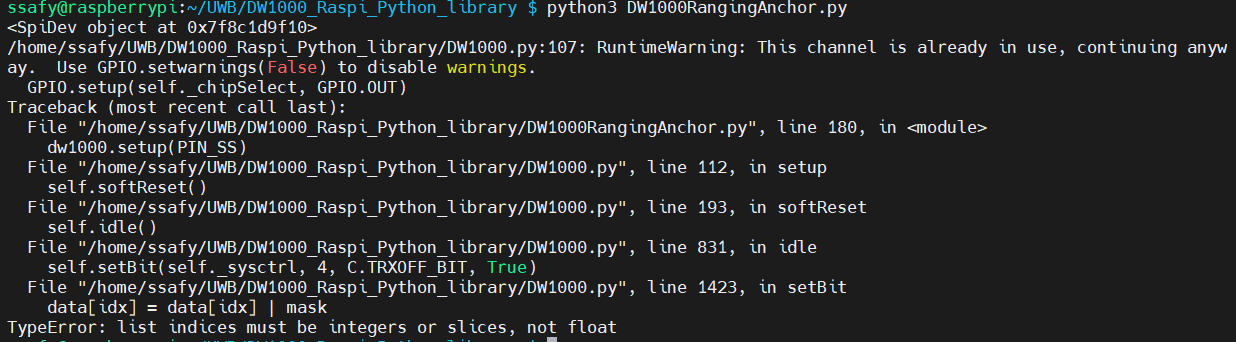 ssafy@raspberrypi:~/UWB/DW1000_Raspi_Python_library $ python3 DW1000RangingAnchor.py
<SpiDev object at 0x7f8c1d9f10>
/home/ssafy/UWB/DW1000_Raspi_Python_library/DW1000.py:107: RuntimeWarning: This channel is already in use, continuing anyw
ay.  Use GPIO.setwarnings(False) to disable warnings.
  GPIO.setup(self._chipSelect, GPIO.OUT)
Traceback (most recent call last):
  File "/home/ssafy/UWB/DW1000_Raspi_Python_library/DW1000RangingAnchor.py", line 180, in <module>
    dw1000.setup(PIN_SS)
  File "/home/ssafy/UWB/DW1000_Raspi_Python_library/DW1000.py", line 112, in setup
    self.softReset()
  File "/home/ssafy/UWB/DW1000_Raspi_Python_library/DW1000.py", line 193, in softReset
    self.idle()
  File "/home/ssafy/UWB/DW1000_Raspi_Python_library/DW1000.py", line 831, in idle
    self.setBit(self._sysctrl, 4, C.TRXOFF_BIT, True)
  File "/home/ssafy/UWB/DW1000_Raspi_Python_library/DW1000.py", line 1423, in setBit
    data[idx] = data[idx] | mask
TypeError: list indices must be integers or slices, not float